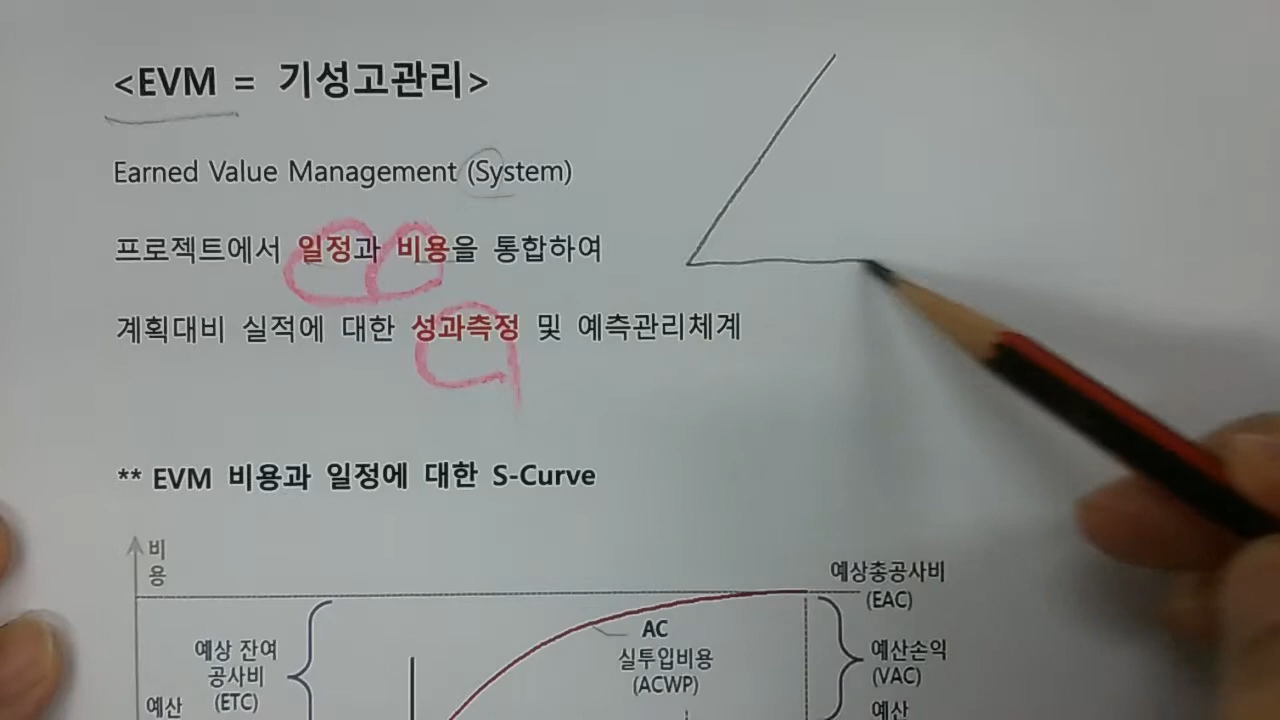 <EVM = 기성고관리>
Earned Value Management (System)
프로젝트에서 일정과 비용을 통합하여
계획대비 실적에 대한 성과측정 및 예측관리체계
** EVM 비용과 일정에 대한 S-Curve
비
용
예상총공사비
(EAC)
AC
실투입비용
(ACWP)
예상 잔여
공사비
(ETC)
예산손익
(VAC)
예산
예산